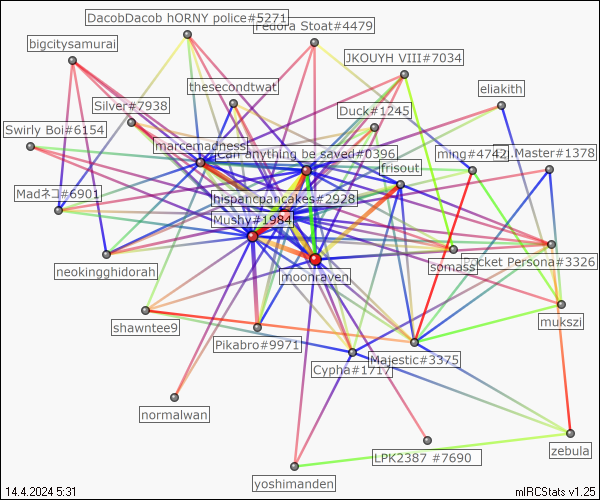 DacobDacob hORNY police#5271
Fedora Stoat#4479
bigcitysamurai
JKOUYH VIII#7034
thesecondtwat
eliakith
Silver#7938
Duck#1245
Swirly Boi#6154
marcemadness
Can anything be saved#0396
mng#4742
.Master#1378
frisout
Madネコ#6901
hispancpancakes#2928
Mushy#1984
neokingghidorah
moonraven
somass
Pocket Persona#3326
mukszi
shawntee9
Pikabro#9971
Cypha#1717
Majestic#3375
normalwan
zebula
LPK2387 #7690
yoshimanden
14.4.2024 5:31
mIRCStats v1.25